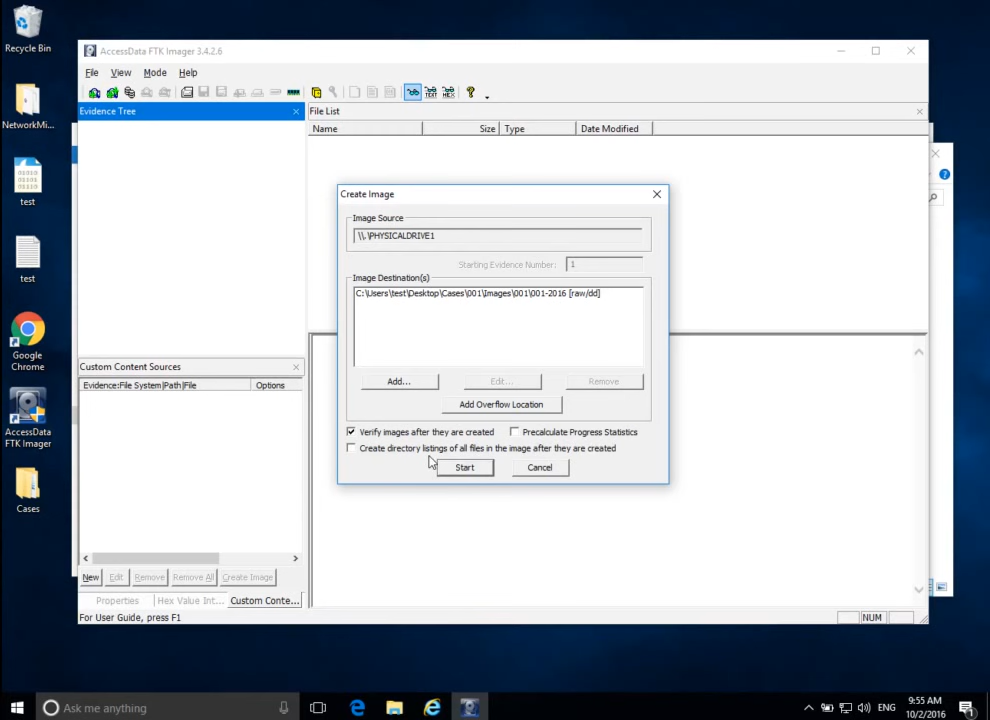 Recycle Bin
NetworkMi...
01010
01101
01110
test
test
Google
Chrome
AccessData
FTK Imager
Cases
AccessData FTK Imager 3.4.2.6
File View Mode Help
TEXT HEX
Evidence Tree
File List
Name Size Type Date Modified
Custom Content Sources
Evidence:File System|Path|File Options
New Edit Remove Remove All Create Image
Properties Hex Value Int... Custom Conte...
For User Guide, press F1
NUM
Create Image
Image Source
\\.\PHYSICALDRIVE1
Starting Evidence Number: 1
Image Destination(s)
C:\Users\test\Desktop\Cases\001\Images\001\001-2016 [raw/dd]
Add... Edit... Remove
Add Overflow Location
Verify images after they are created Precalculate Progress Statistics
Create directory listings of all files in the image after they are created
Start Cancel
Ask me anything
ENG
9:55 AM
10/2/2016
1